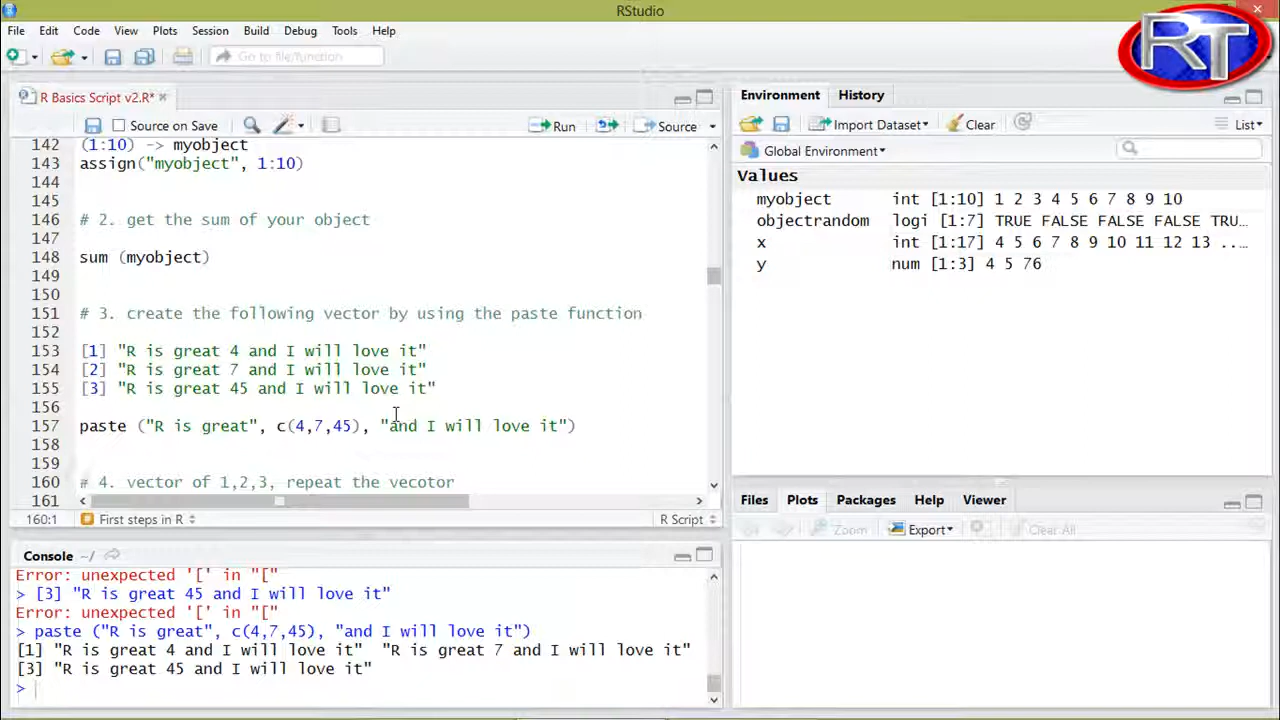 RStudio
RT
File Edit Code View Plots Session Build Debug Tools Help
Go to file/function
R Basics Script v2.R*
Source on Save
Run
Source
142 (1:10) -> myobject
143 assign("myobject", 1:10)
144
145
146 # 2. get the sum of your object
147
148 sum (myobject)
149
150
151 # 3. create the following vector by using the paste function
152
153 [1] "R is great 4 and I will love it"
154 [2] "R is great 7 and I will love it"
155 [3] "R is great 45 and I will love it"
156
157 paste ("R is great", c(4,7,45), "and I will love it")
158
159
160 # 4. vector of 1,2,3, repeat the vecotor
161
160:1 First steps in R R Script
Console ~/
Error: unexpected '[' in "["
> [3] "R is great 45 and I will love it"
Error: unexpected '[' in "["
> paste ("R is great", c(4,7,45), "and I will love it")
[1] "R is great 4 and I will love it" "R is great 7 and I will love it"
[3] "R is great 45 and I will love it"
>
Environment History
Import Dataset Clear List
Global Environment
Values
myobject int [1:10] 1 2 3 4 5 6 7 8 9 10
objectrandom logi [1:7] TRUE FALSE FALSE FALSE TRU…
x int [1:17] 4 5 6 7 8 9 10 11 12 13 ...
y num [1:3] 4 5 76
Files Plots Packages Help Viewer
Zoom Export Clear All